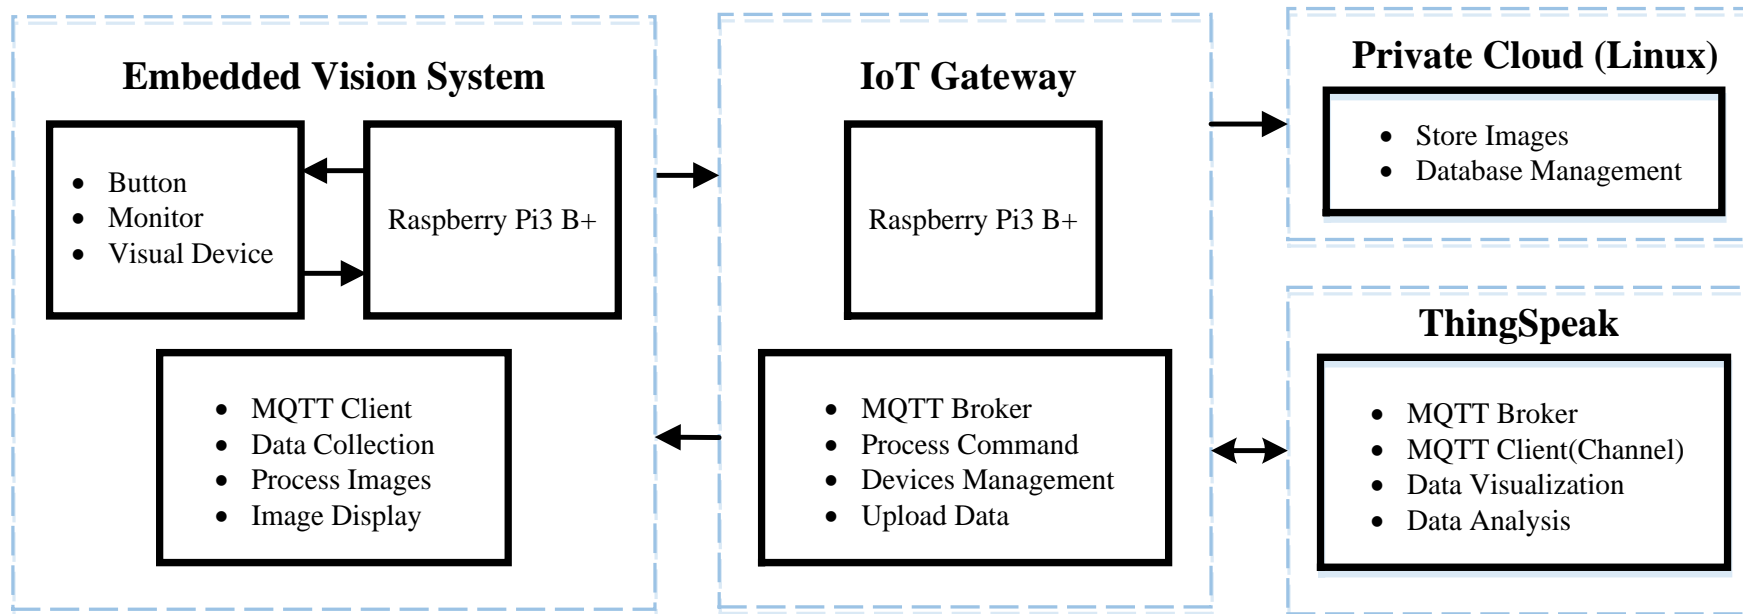 Embedded Vision System
• Button
• Monitor
• Visual Device
Raspberry Pi3 B+
• MQTT Client
• Data Collection
• Process Images
• Image Display
IoT Gateway
Raspberry Pi3 B+
• MQTT Broker
• Process Command
• Devices Management
• Upload Data
Private Cloud (Linux)
• Store Images
• Database Management
ThingSpeak
• MQTT Broker
• MQTT Client(Channel)
• Data Visualization
• Data Analysis